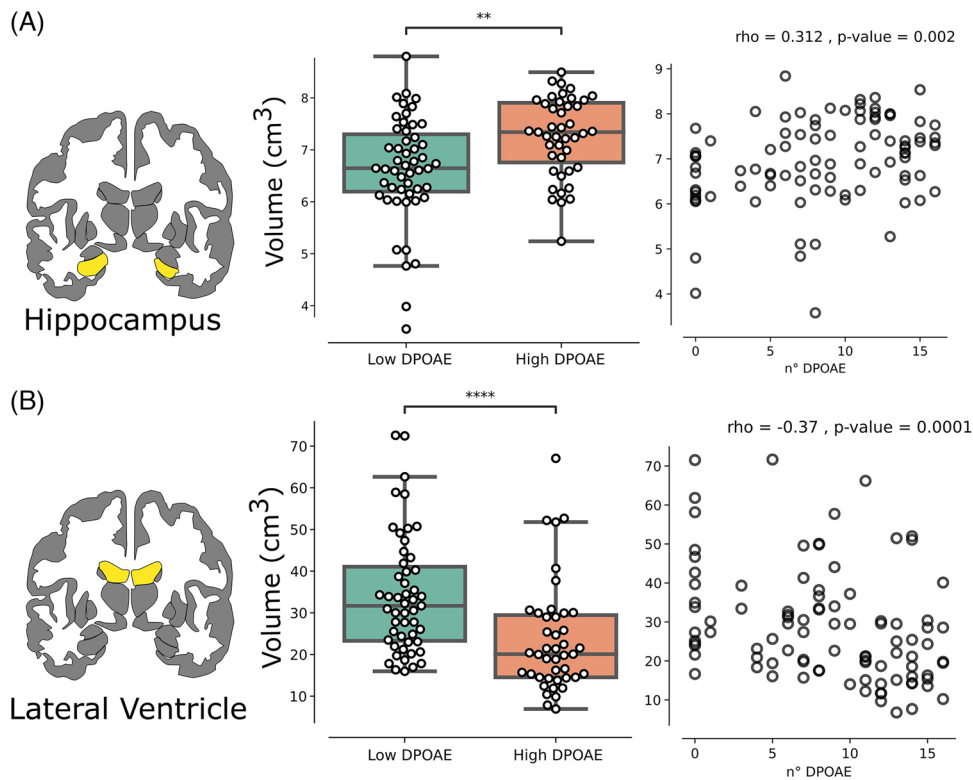 (A)
**
rho = 0.312 , p-value = 0.002
Volume (cm³)
8
7
6
5
4
9
8
7
6
5
4
Hippocampus
Low DPOAE
High DPOAE
0
5
10
15
n° DPOAE
(B)
****
rho = -0.37 , p-value = 0.0001
Volume (cm³)
70
60
50
40
30
20
10
70
60
50
40
30
20
10
Lateral Ventricle
Low DPOAE
High DPOAE
0
5
10
15
n° DPOAE